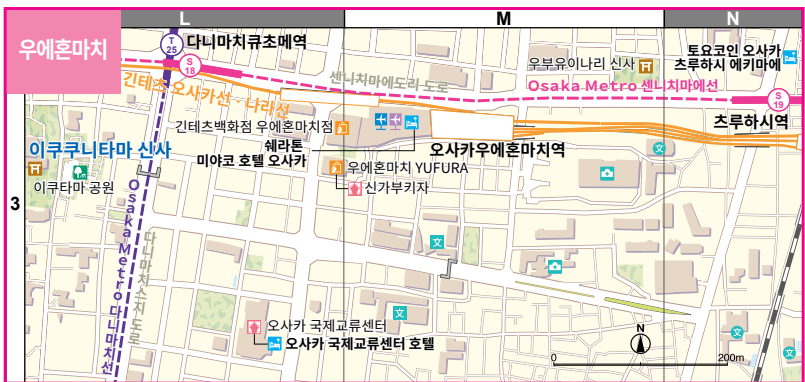 L
M
N
우에혼마치
T
25
다니마치큐초메역
S
18
긴테츠 오사카선·나라선
센니치마에도리 도로
우부유이나리 신사
토요코인 오사카
츠루하시 에키마에
Osaka Metro 센니치마에선
S
19
츠루하시역
긴테츠백화점 우에혼마치점
쉐라톤
미야코 호텔 오사카
오사카우에혼마치역
이쿠쿠니타마 신사
우에혼마치 YUFURA
신가부키자
이쿠타마 공원
3
Osaka Metro 다니마치선
다니마치스지 도로
文
文
文
文
文
오사카 국제교류센터
오사카 국제교류센터 호텔
N
0
200m